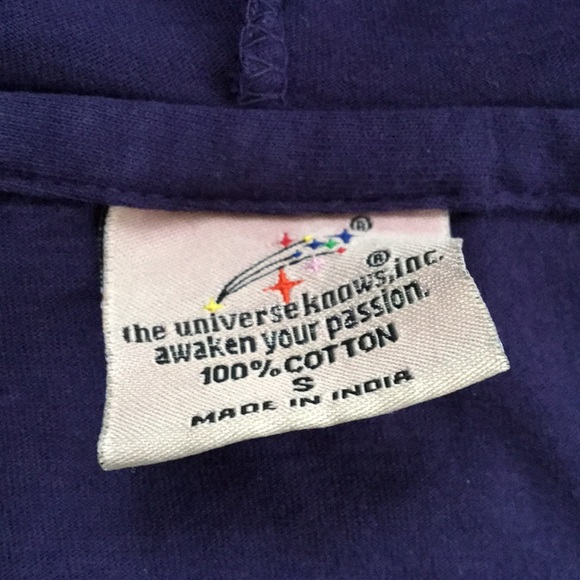 ®
the universe knows, inc.®
awaken your passion.
100% COTTON
S
MADE IN INDIA